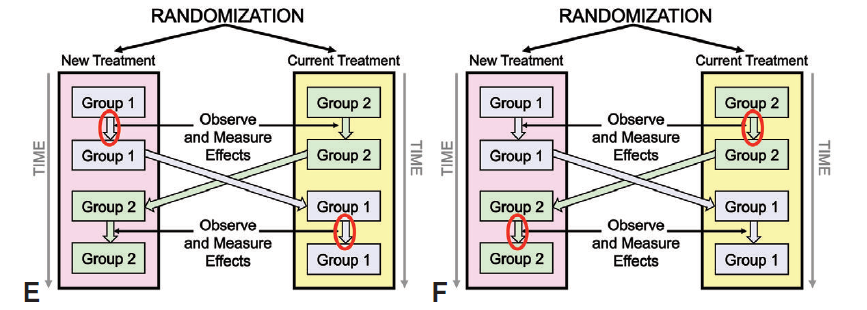 RANDOMIZATION
New Treatment
Current Treatment
Group 1
Group 2
Observe
and Measure
Effects
Group 1
Group 2
Group 2
Group 1
Observe
and Measure
Effects
Group 2
Group 1
TIME
TIME
E
RANDOMIZATION
New Treatment
Current Treatment
Group 1
Group 2
Observe
and Measure
Effects
Group 1
Group 2
Group 2
Group 1
Observe
and Measure
Effects
Group 2
Group 1
TIME
TIME
F